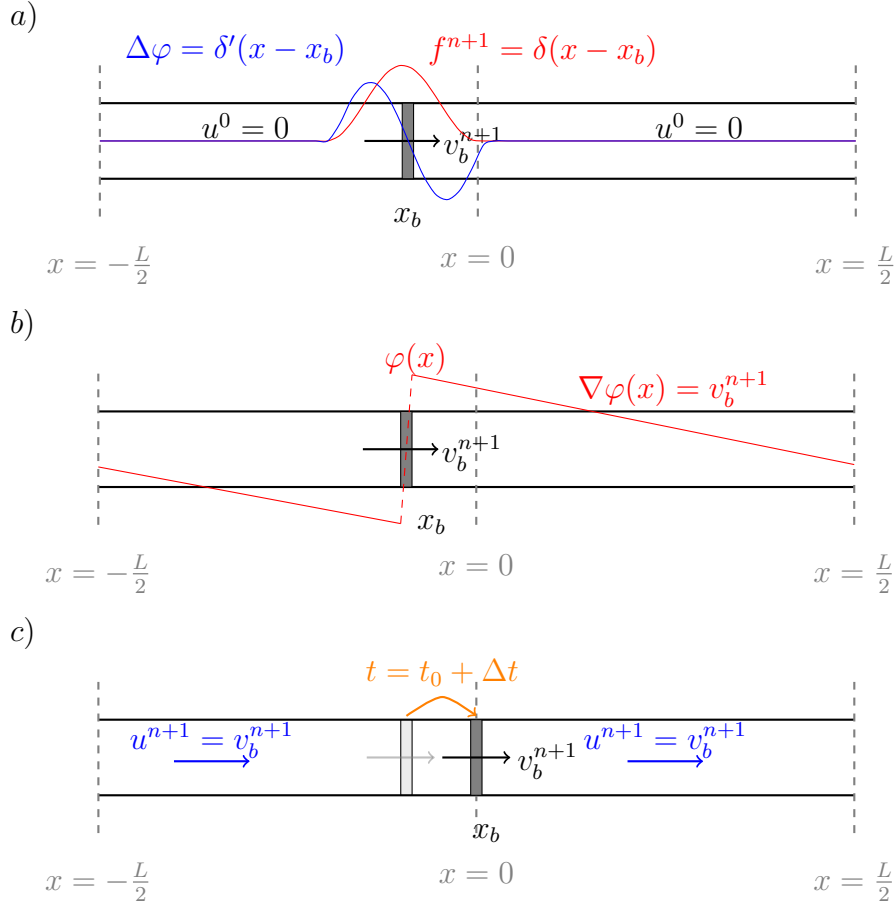 a)
Δφ = δ′(x − x_b) f^{n+1} = δ(x − x_b)
u^0 = 0 v_b^{n+1} u^0 = 0
x_b
x = −L/2 x = 0 x = L/2
b)
φ(x) ∇φ(x) = v_b^{n+1}
v_b^{n+1}
x_b
x = −L/2 x = 0 x = L/2
c)
t = t_0 + Δt
u^{n+1} = v_b^{n+1} v_b^{n+1} u^{n+1} = v_b^{n+1}
x_b
x = −L/2 x = 0 x = L/2